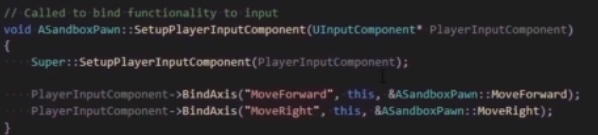 // Called to bind functionality to input
void ASandboxPawn::SetupPlayerInputComponent(UInputComponent* PlayerInputComponent)
{
    Super::SetupPlayerInputComponent(PlayerInputComponent);

    PlayerInputComponent->BindAxis("MoveForward", this, &ASandboxPawn::MoveForward);
    PlayerInputComponent->BindAxis("MoveRight", this, &ASandboxPawn::MoveRight);
}